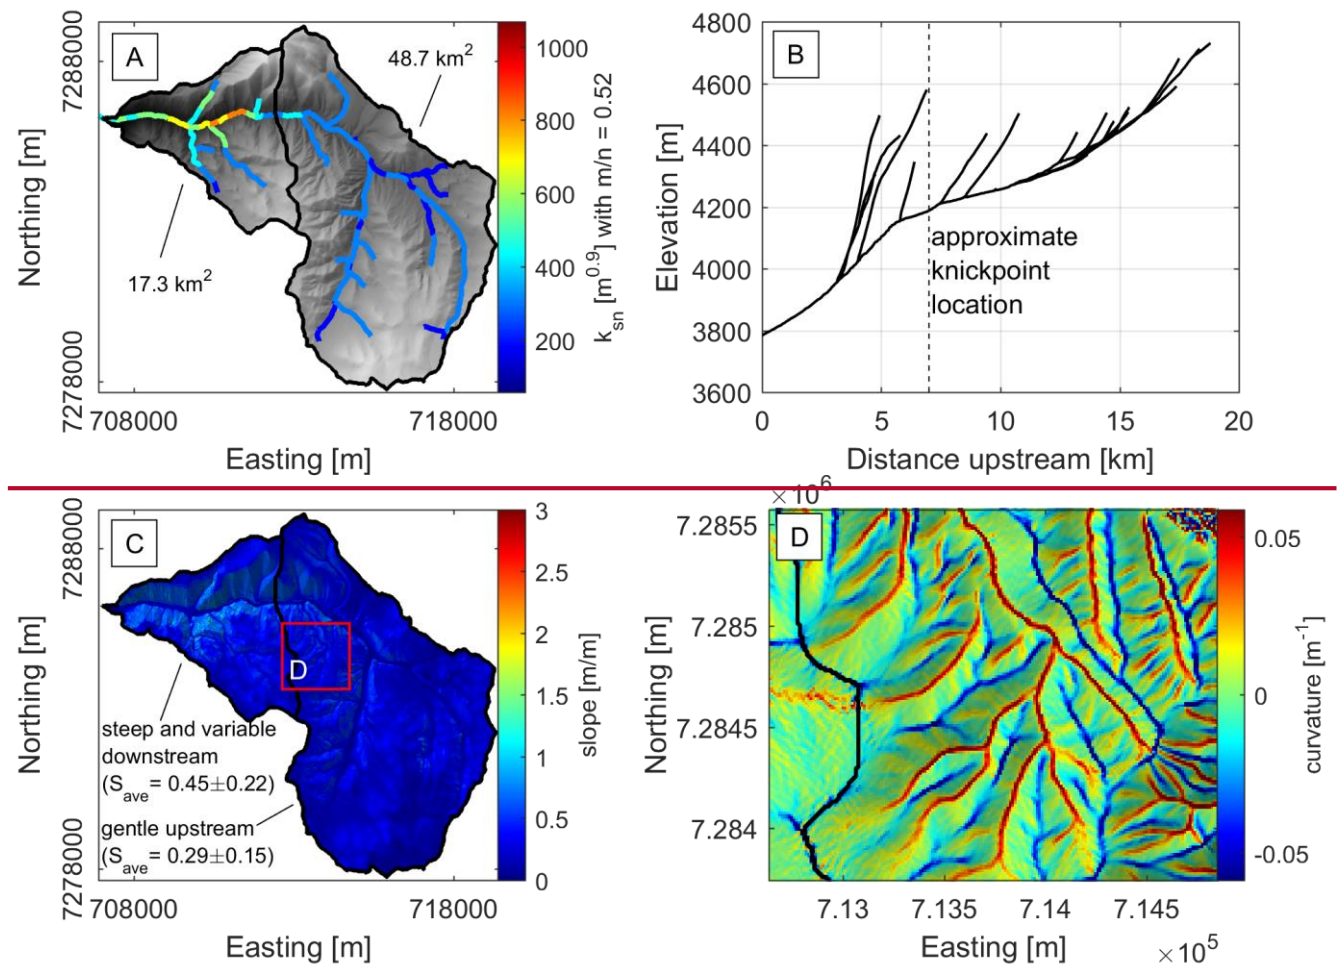 A
48.7 km²
17.3 km²
7288000
7278000
Northing [m]
708000
718000
Easting [m]
1000
800
600
400
200
k_sn [m^0.9] with m/n = 0.52
B
4800
4600
4400
4200
4000
3800
3600
Elevation [m]
approximate
knickpoint
location
0
5
10
15
20
Distance upstream [km]
C
D
7288000
7278000
Northing [m]
steep and variable
downstream
(S_ave = 0.45±0.22)
gentle upstream
(S_ave = 0.29±0.15)
708000
718000
Easting [m]
3
2.5
2
1.5
1
0.5
0
slope [m/m]
×10⁶
D
7.2855
7.285
7.2845
7.284
Northing [m]
7.13
7.135
7.14
7.145
Easting [m]
×10⁵
0.05
0
-0.05
curvature [m⁻¹]